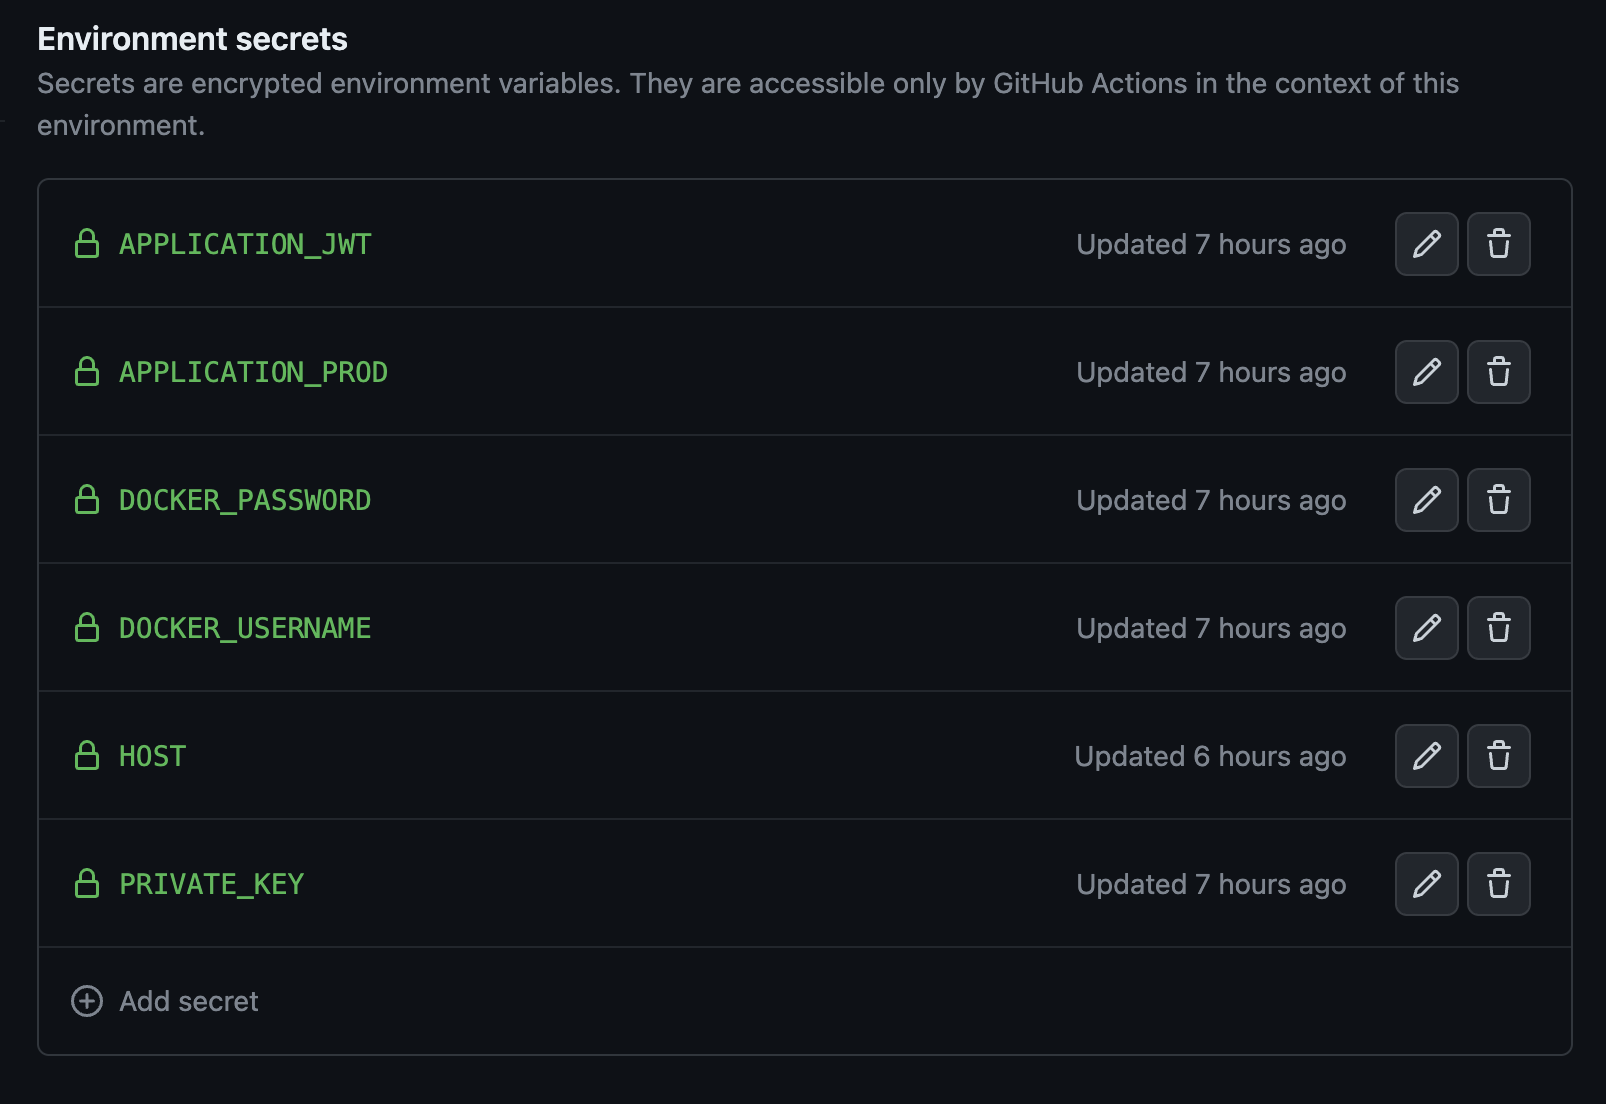 Environment secrets
Secrets are encrypted environment variables. They are accessible only by GitHub Actions in the context of this
environment.
APPLICATION_JWT Updated 7 hours ago
APPLICATION_PROD Updated 7 hours ago
DOCKER_PASSWORD Updated 7 hours ago
DOCKER_USERNAME Updated 7 hours ago
HOST Updated 6 hours ago
PRIVATE_KEY Updated 7 hours ago
Add secret